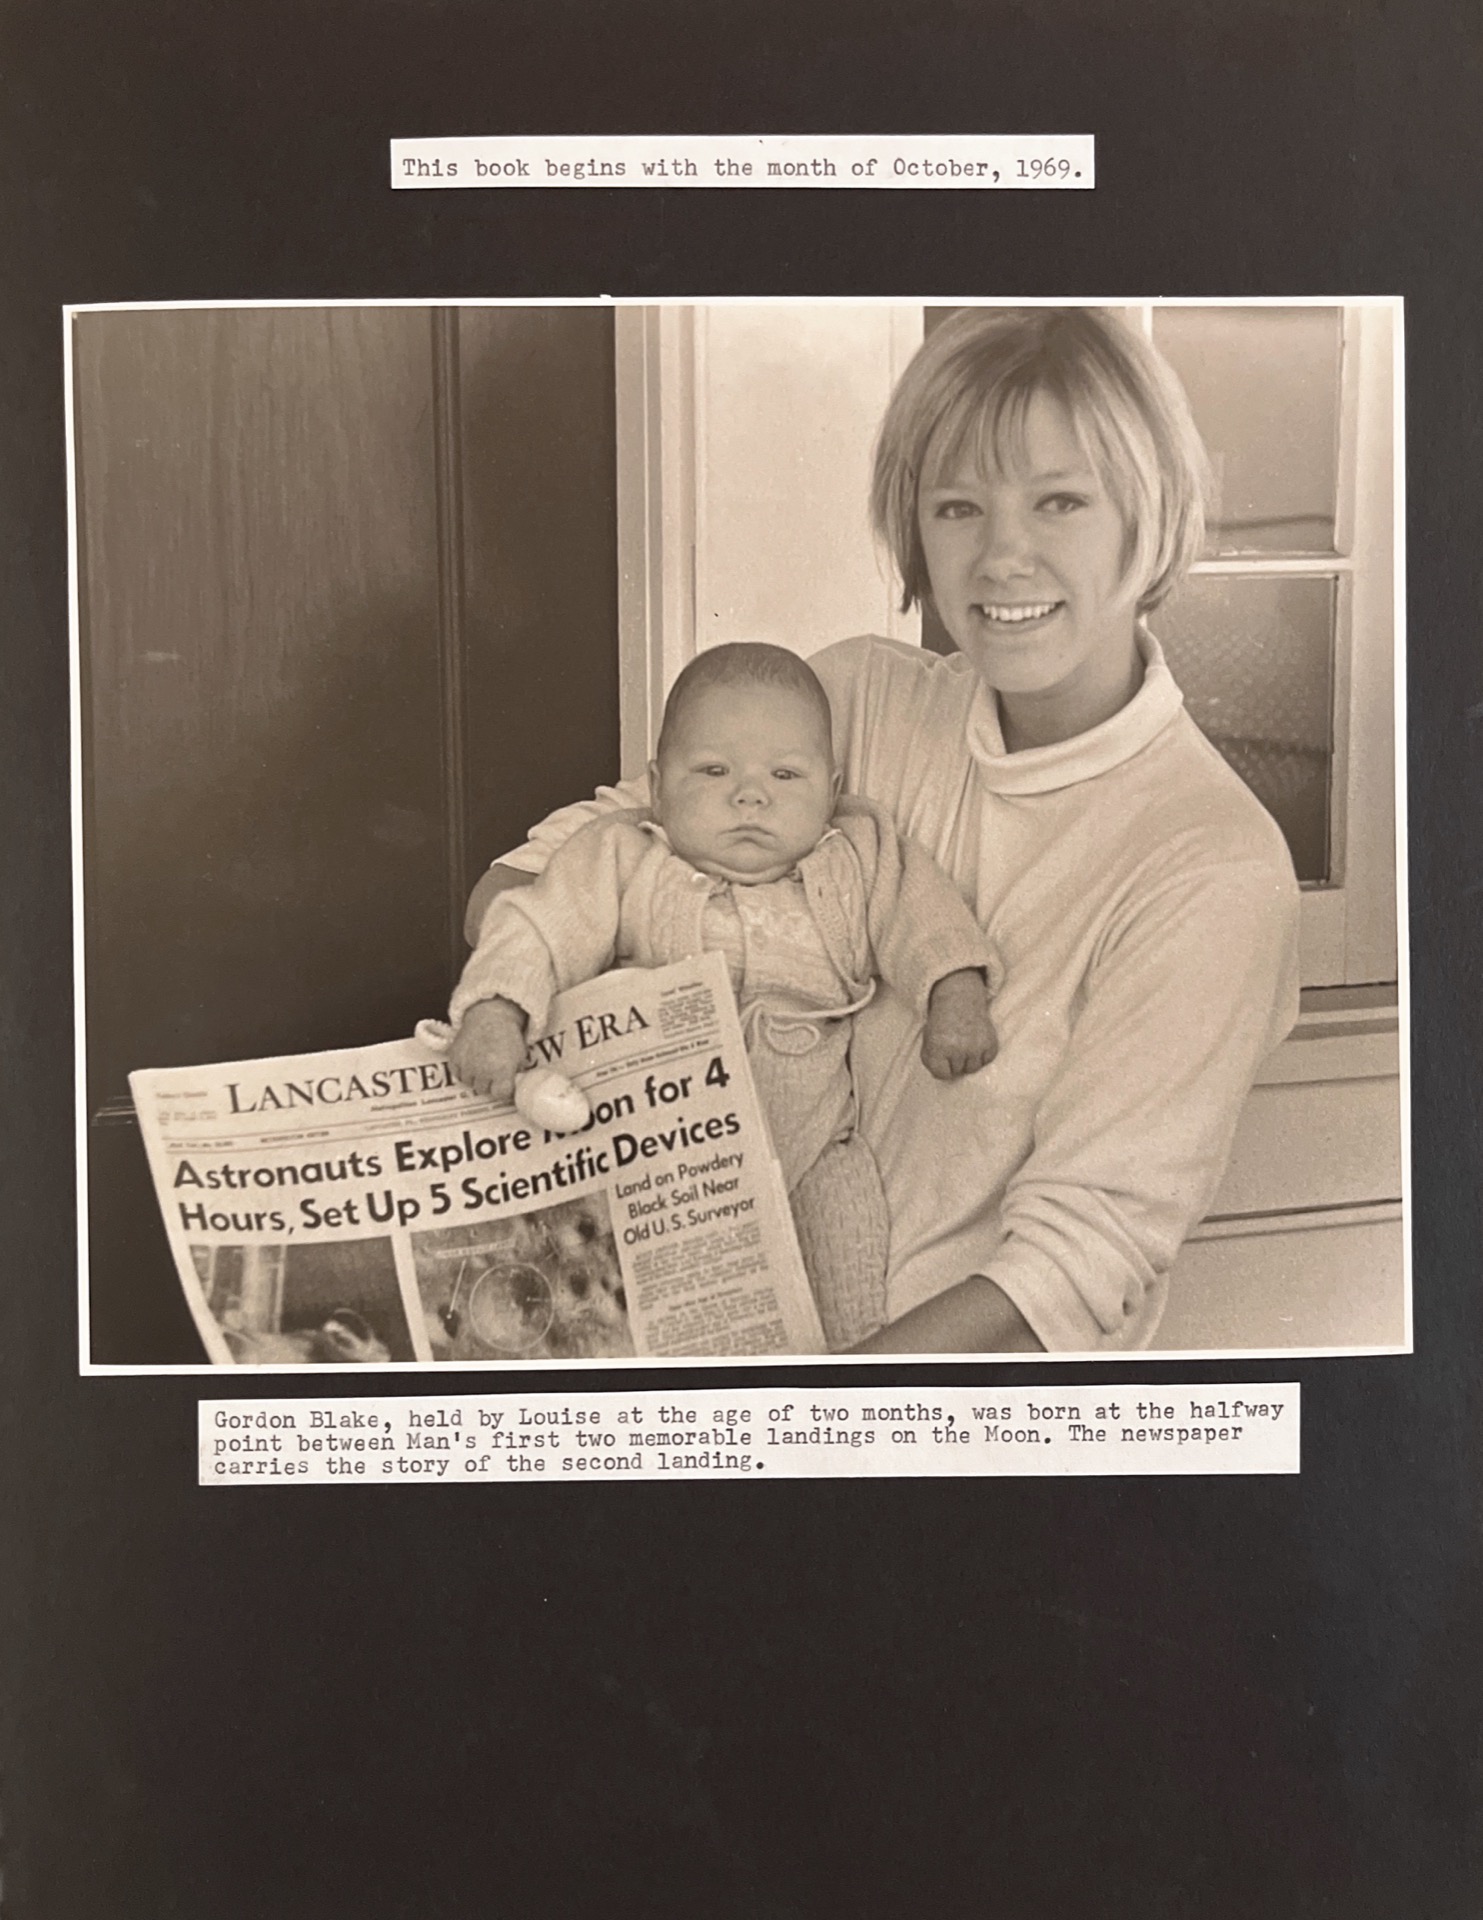 This book begins with the month of October, 1969.
LANCASTER NEW ERA
Astronauts Explore Moon for 4
Hours, Set Up 5 Scientific Devices
Land on Powdery
Black Soil Near
Old U.S. Surveyor
Gordon Blake, held by Louise at the age of two months, was born at the halfway
point between Man's first two memorable landings on the Moon. The newspaper
carries the story of the second landing.